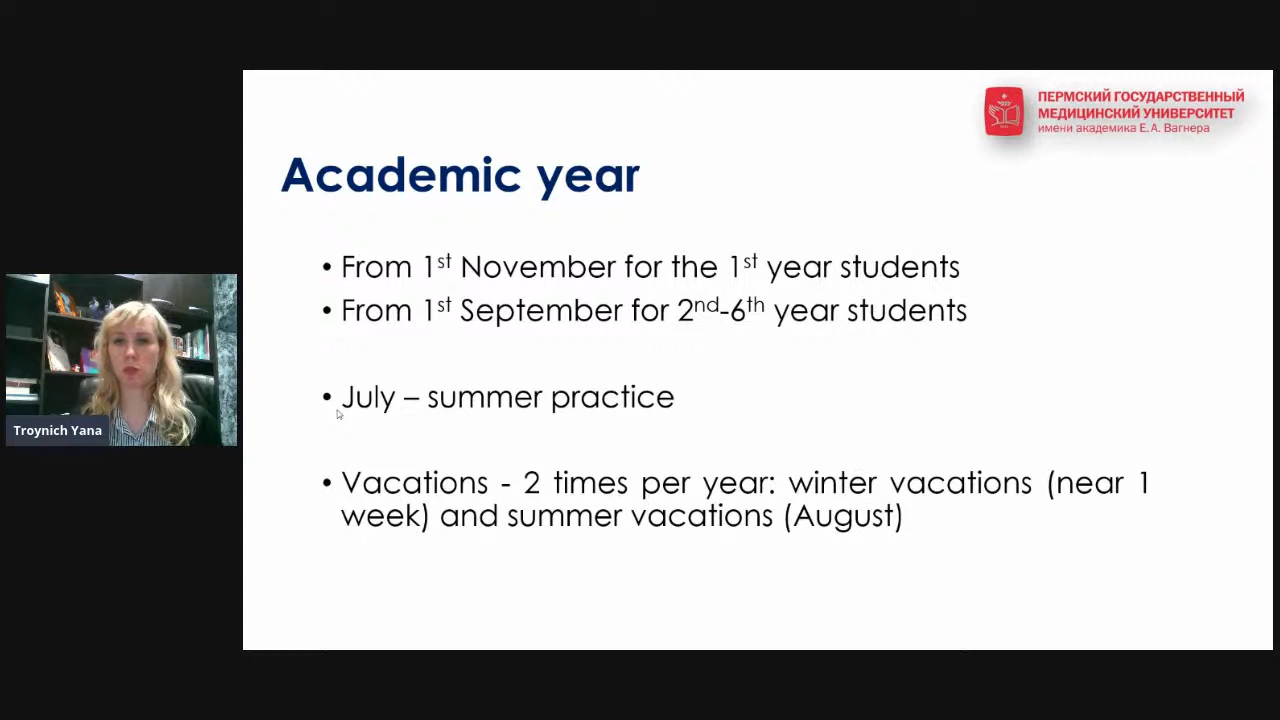 ПЕРМСКИЙ ГОСУДАРСТВЕННЫЙ
МЕДИЦИНСКИЙ УНИВЕРСИТЕТ
имени академика Е.А. Вагнера
Academic year
• From 1st November for the 1st year students
• From 1st September for 2nd-6th year students
• July – summer practice
• Vacations - 2 times per year: winter vacations (near 1
week) and summer vacations (August)
Troynich Yana